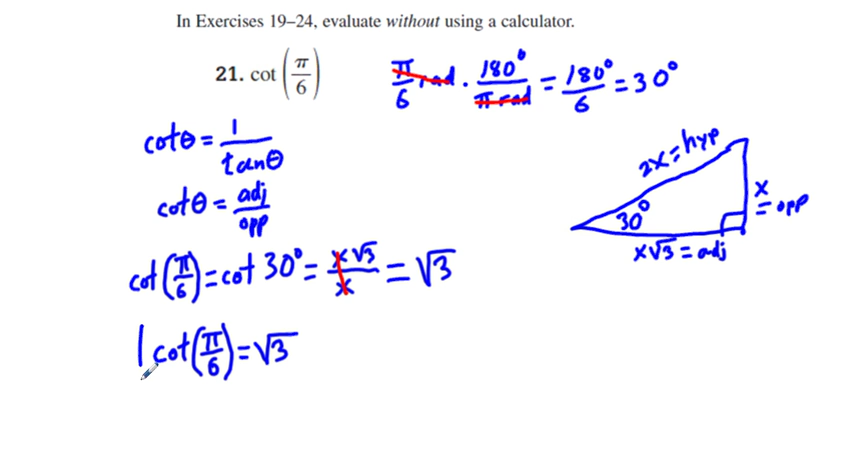 In Exercises 19–24, evaluate without using a calculator.
21. cot (π/6)
π/6 rad · 180°/π rad = 180°/6 = 30°
cotθ = 1/tanθ
cotθ = adj/opp
2x = hyp
x = opp
30°
x√3 = adj
cot(π/6) = cot 30° = x√3/x = √3
cot(π/6) = √3